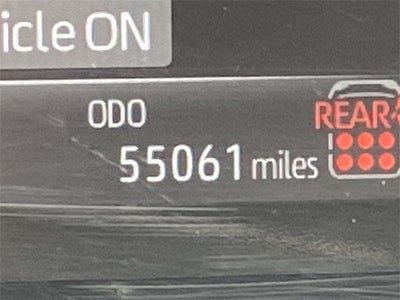 icle ON
ODO
REAR
55061 miles